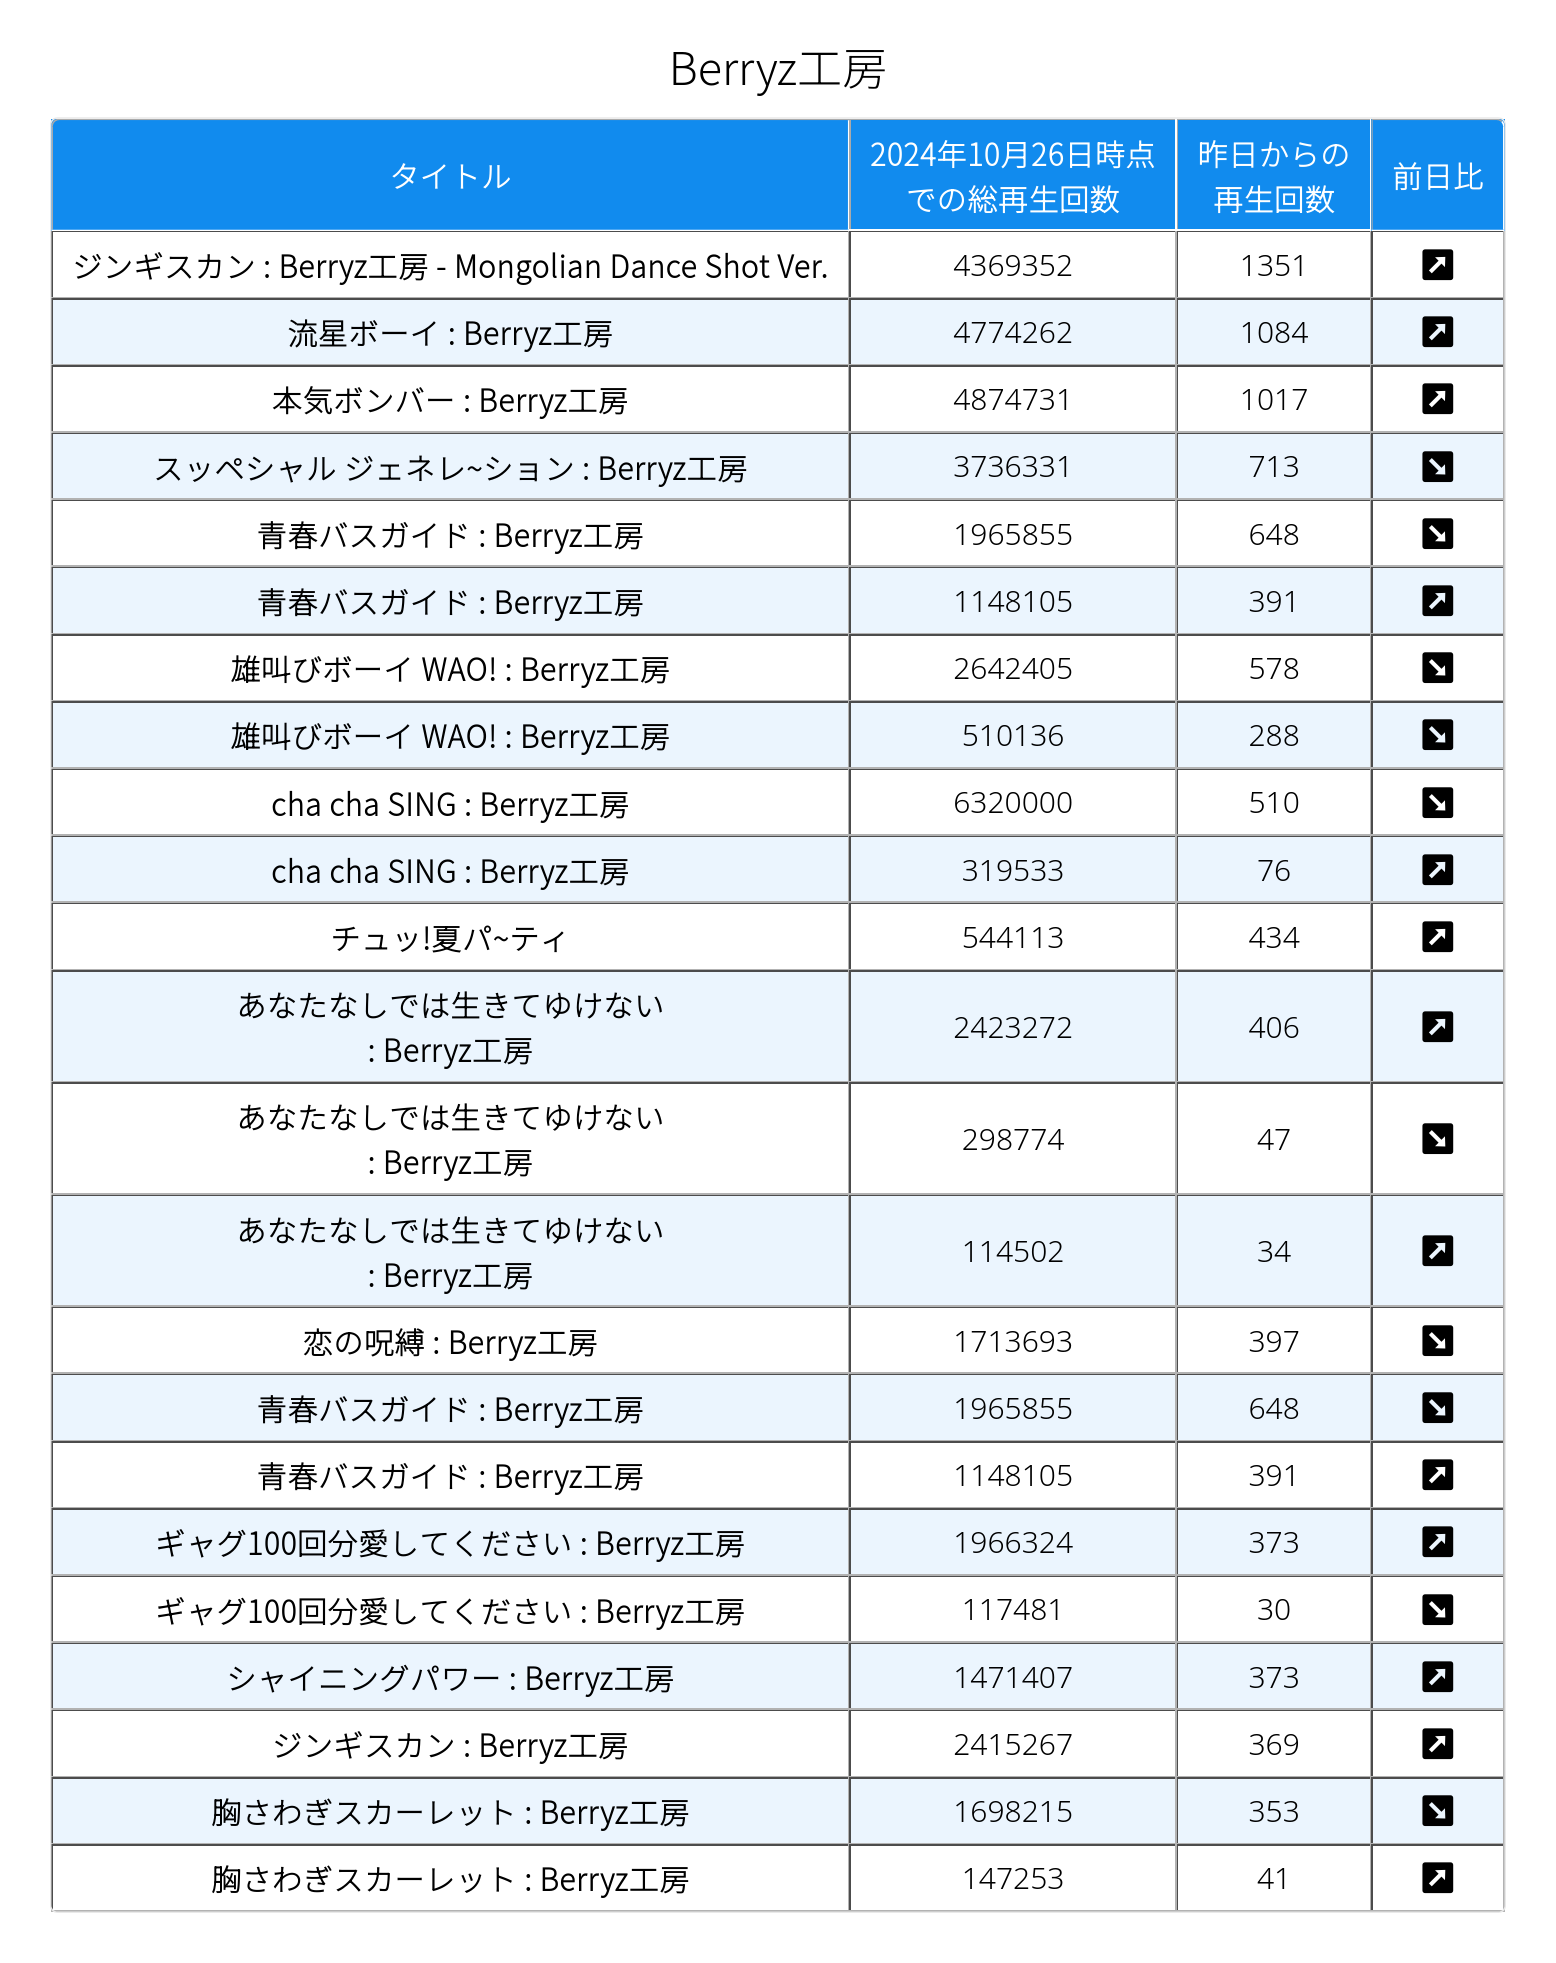 Berryz工房
タイトル 2024年10月26日時点での総再生回数 昨日からの再生回数 前日比
ジンギスカン : Berryz工房 - Mongolian Dance Shot Ver. 4369352 1351 ↗
流星ボーイ : Berryz工房 4774262 1084 ↗
本気ボンバー : Berryz工房 4874731 1017 ↗
スッペシャル ジェネレ~ション : Berryz工房 3736331 713 ↘
青春バスガイド : Berryz工房 1965855 648 ↘
青春バスガイド : Berryz工房 1148105 391 ↗
雄叫びボーイ WAO! : Berryz工房 2642405 578 ↘
雄叫びボーイ WAO! : Berryz工房 510136 288 ↘
cha cha SING : Berryz工房 6320000 510 ↘
cha cha SING : Berryz工房 319533 76 ↗
チュッ!夏パ~ティ 544113 434 ↗
あなたなしでは生きてゆけない
: Berryz工房 2423272 406 ↗
あなたなしでは生きてゆけない
: Berryz工房 298774 47 ↘
あなたなしでは生きてゆけない
: Berryz工房 114502 34 ↗
恋の呪縛 : Berryz工房 1713693 397 ↘
青春バスガイド : Berryz工房 1965855 648 ↘
青春バスガイド : Berryz工房 1148105 391 ↗
ギャグ100回分愛してください : Berryz工房 1966324 373 ↗
ギャグ100回分愛してください : Berryz工房 117481 30 ↘
シャイニングパワー : Berryz工房 1471407 373 ↗
ジンギスカン : Berryz工房 2415267 369 ↗
胸さわぎスカーレット : Berryz工房 1698215 353 ↘
胸さわぎスカーレット : Berryz工房 147253 41 ↗